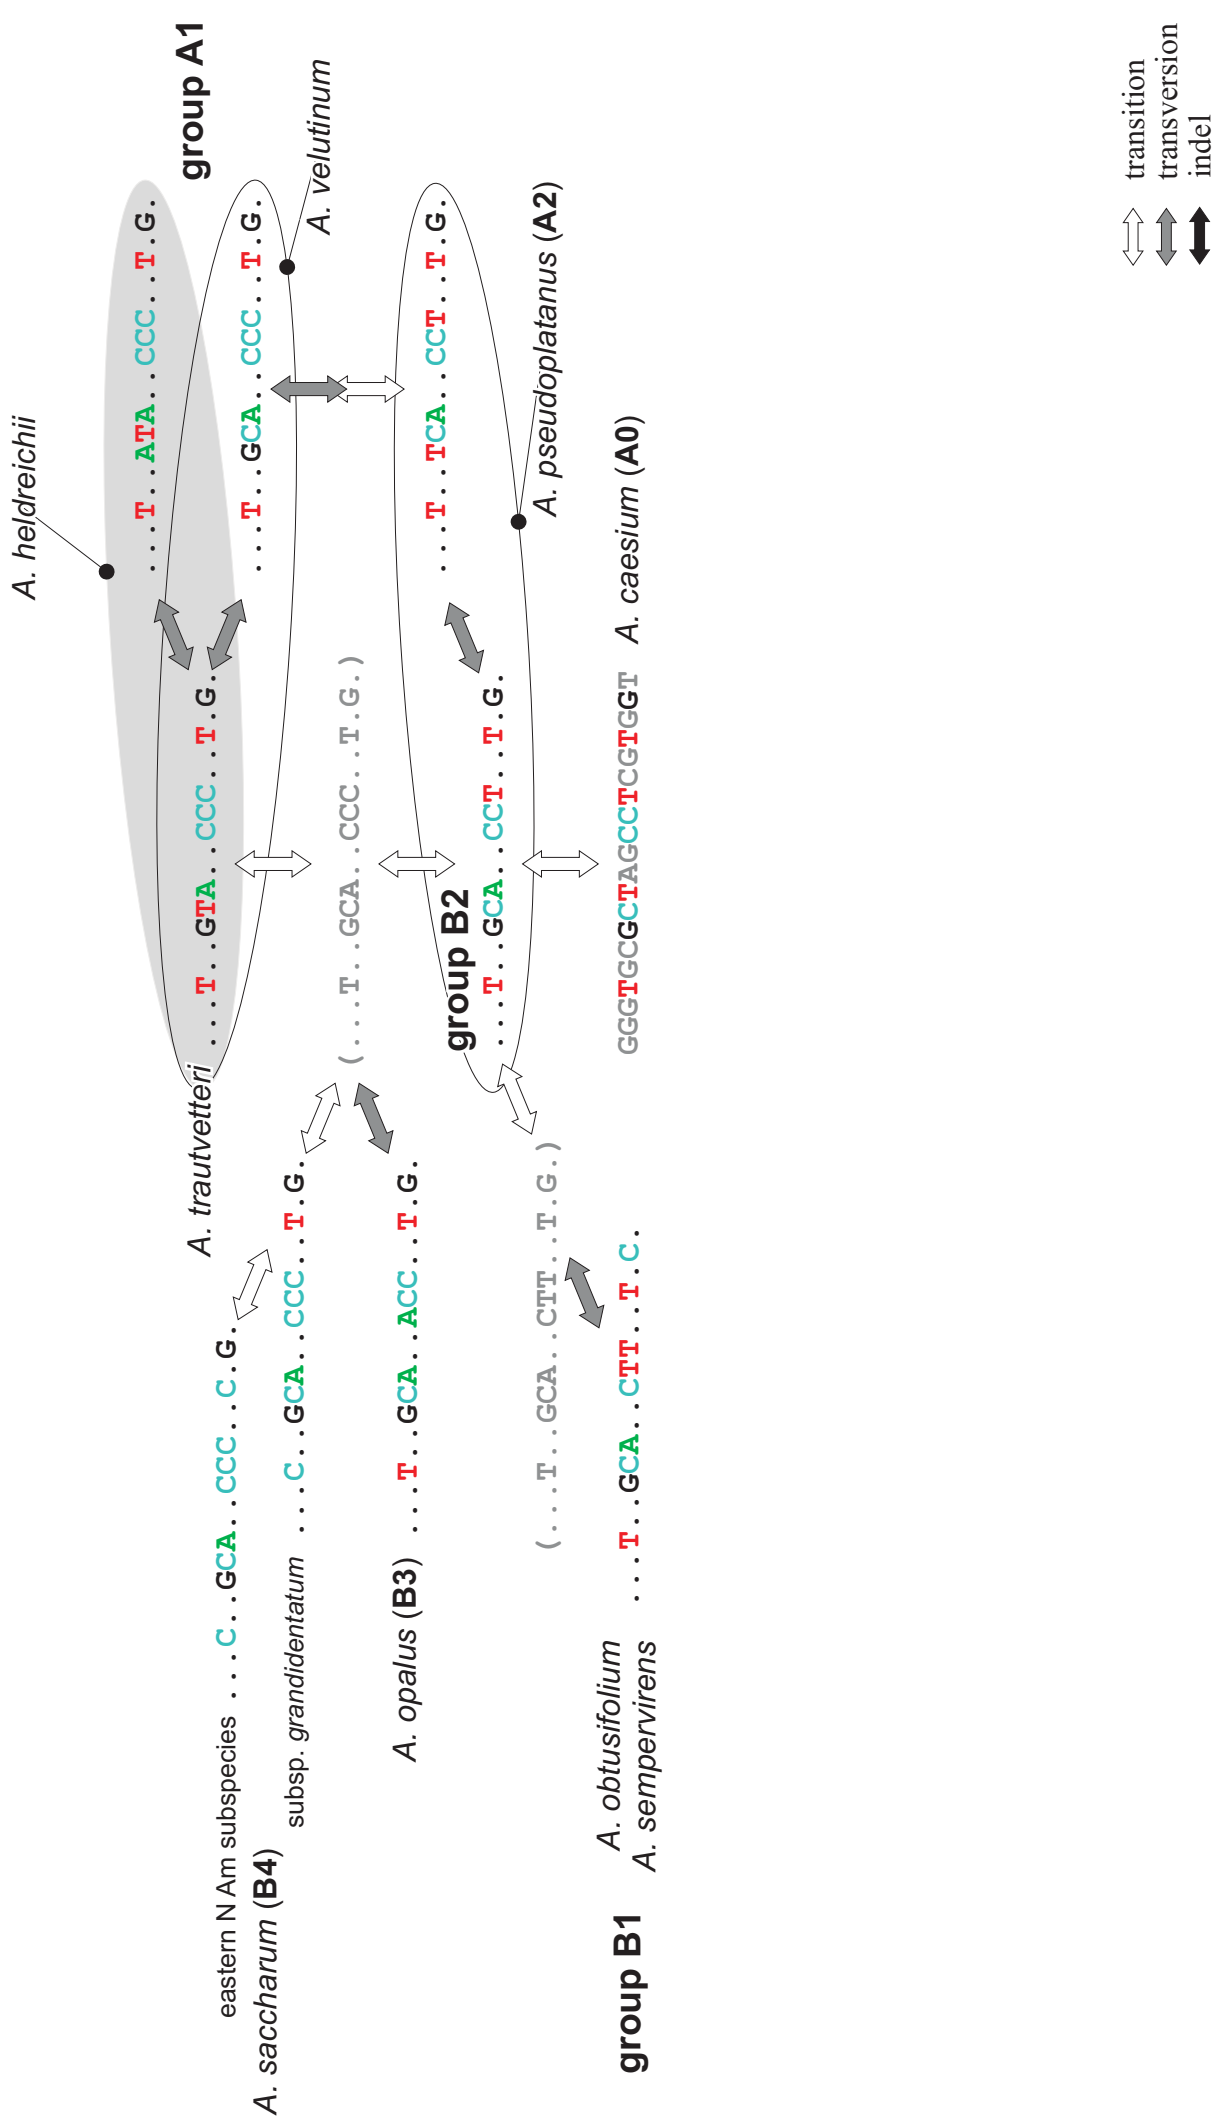 A. heldreichii
...T..ATA..CCC..T.G.
group A1
A. trautvetteri
...T..GTA..CCC..T.G.
eastern N Am subspecies
...C..GCA..CCC..C.G.
...T..GCA..CCC..T.G.
A. velutinum
A. saccharum (B4)
subsp. grandidentatum
...C..GCA..CCC..T.G.
(...T..GCA..CCC..T.G.)
A. opalus (B3)
...T..GCA..ACC..T.G.
...T..TCA..CCT..T.G.
group B2
...T..GCA..CCT..T.G.
A. pseudoplatanus (A2)
(...T..GCA..CTT..T.G.)
A. obtusifolium
A. sempervirens
...T..GCA..CTT..T.C.
GGGTGCGCTAGCCTCGTGGT
A. caesium (A0)
group B1
transition
transversion
indel